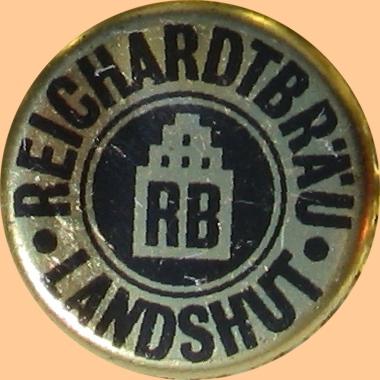 REICHARDTBRÄU
RB
• LANDSHUT •